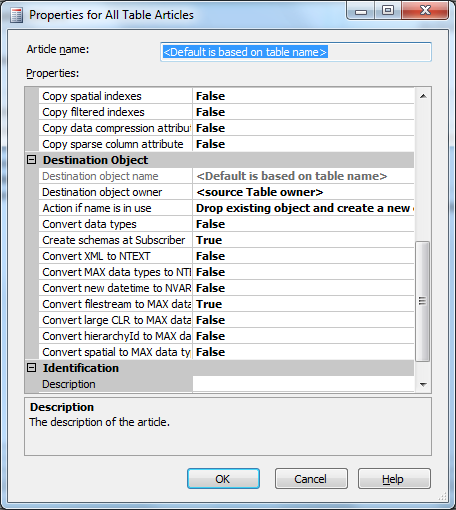 Properties for All Table Articles
Article name: <Default is based on table name>
Properties:
Copy spatial indexes False
Copy filtered indexes False
Copy data compression attribut False
Copy sparse column attribute False
Destination Object
Destination object name <Default is based on table name>
Destination object owner <source Table owner>
Action if name is in use Drop existing object and create a new
Convert data types False
Create schemas at Subscriber True
Convert XML to NTEXT False
Convert MAX data types to NTE False
Convert new datetime to NVAR False
Convert filestream to MAX data True
Convert large CLR to MAX data False
Convert hierarchyId to MAX dat False
Convert spatial to MAX data typ False
Identification
Description
Description
The description of the article.
OK Cancel Help